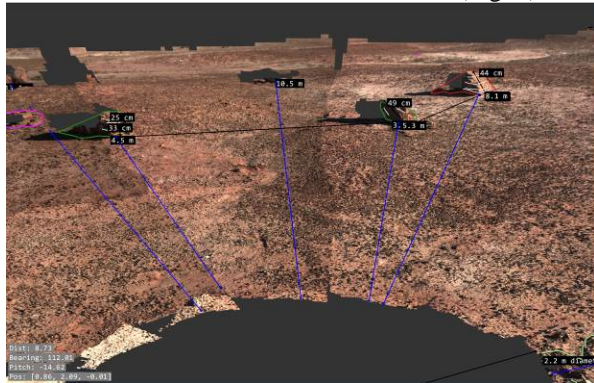 44 cm
10.5 m
8.1 m
49 cm
25 cm
33 cm
3.5.3 m
4.5 m
Dist: 8.73
Bearing: 112.01
Pitch: -14.62
Pos: [0.86, 2.09, -0.01]
-2.2 m diame